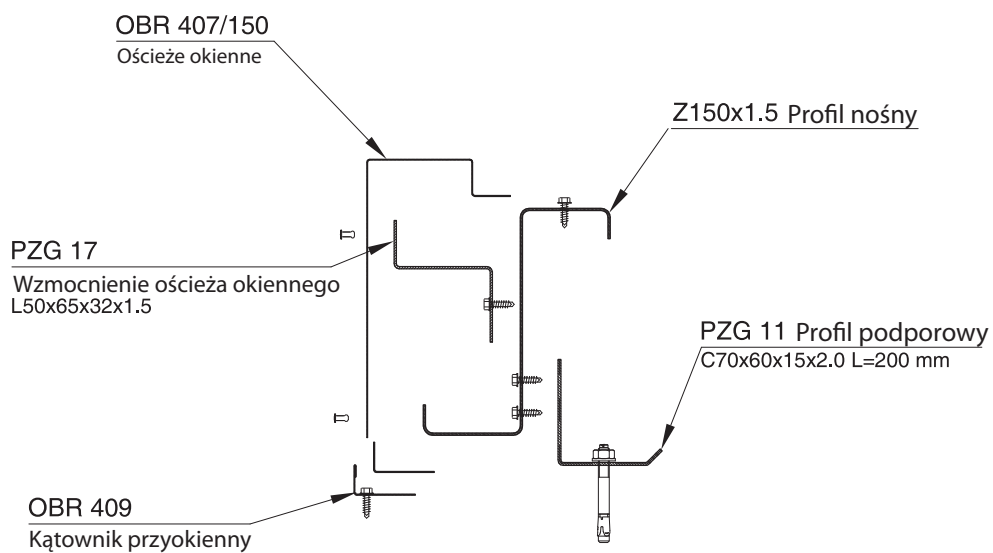 OBR 407/150
Ościeże okienne
Z150x1.5 Profil nośny
PZG 17
Wzmocnienie ościeża okiennego
L50x65x32x1.5
PZG 11 Profil podporowy
C70x60x15x2.0 L=200 mm
OBR 409
Kątownik przyokienny